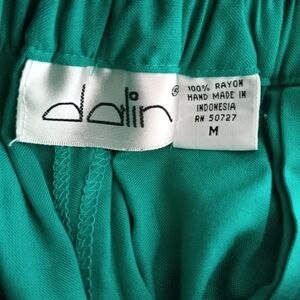 dalin®
100% RAYON
HAND MADE IN
INDONESIA
RN 50727
M